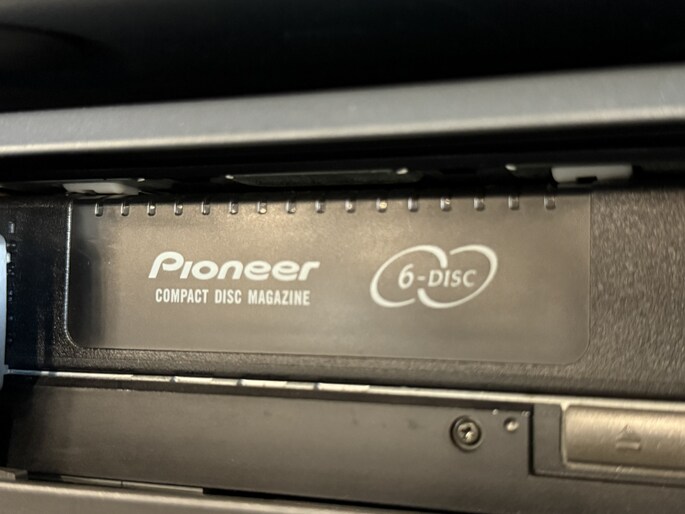 Pioneer
COMPACT DISC MAGAZINE
6-DISC